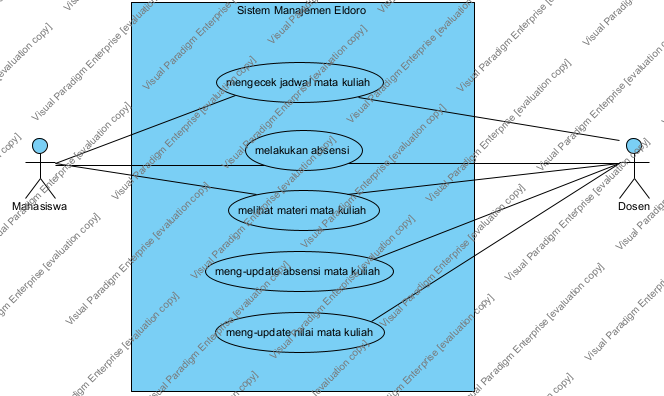 Sistem Manajemen Eldoro
mengecek jadwal mata kuliah
melakukan absensi
melihat materi mata kuliah
meng-update absensi mata kuliah
meng-update nilai mata kuliah
Mahasiswa
Dosen
Visual Paradigm Enterprise [evaluation copy]